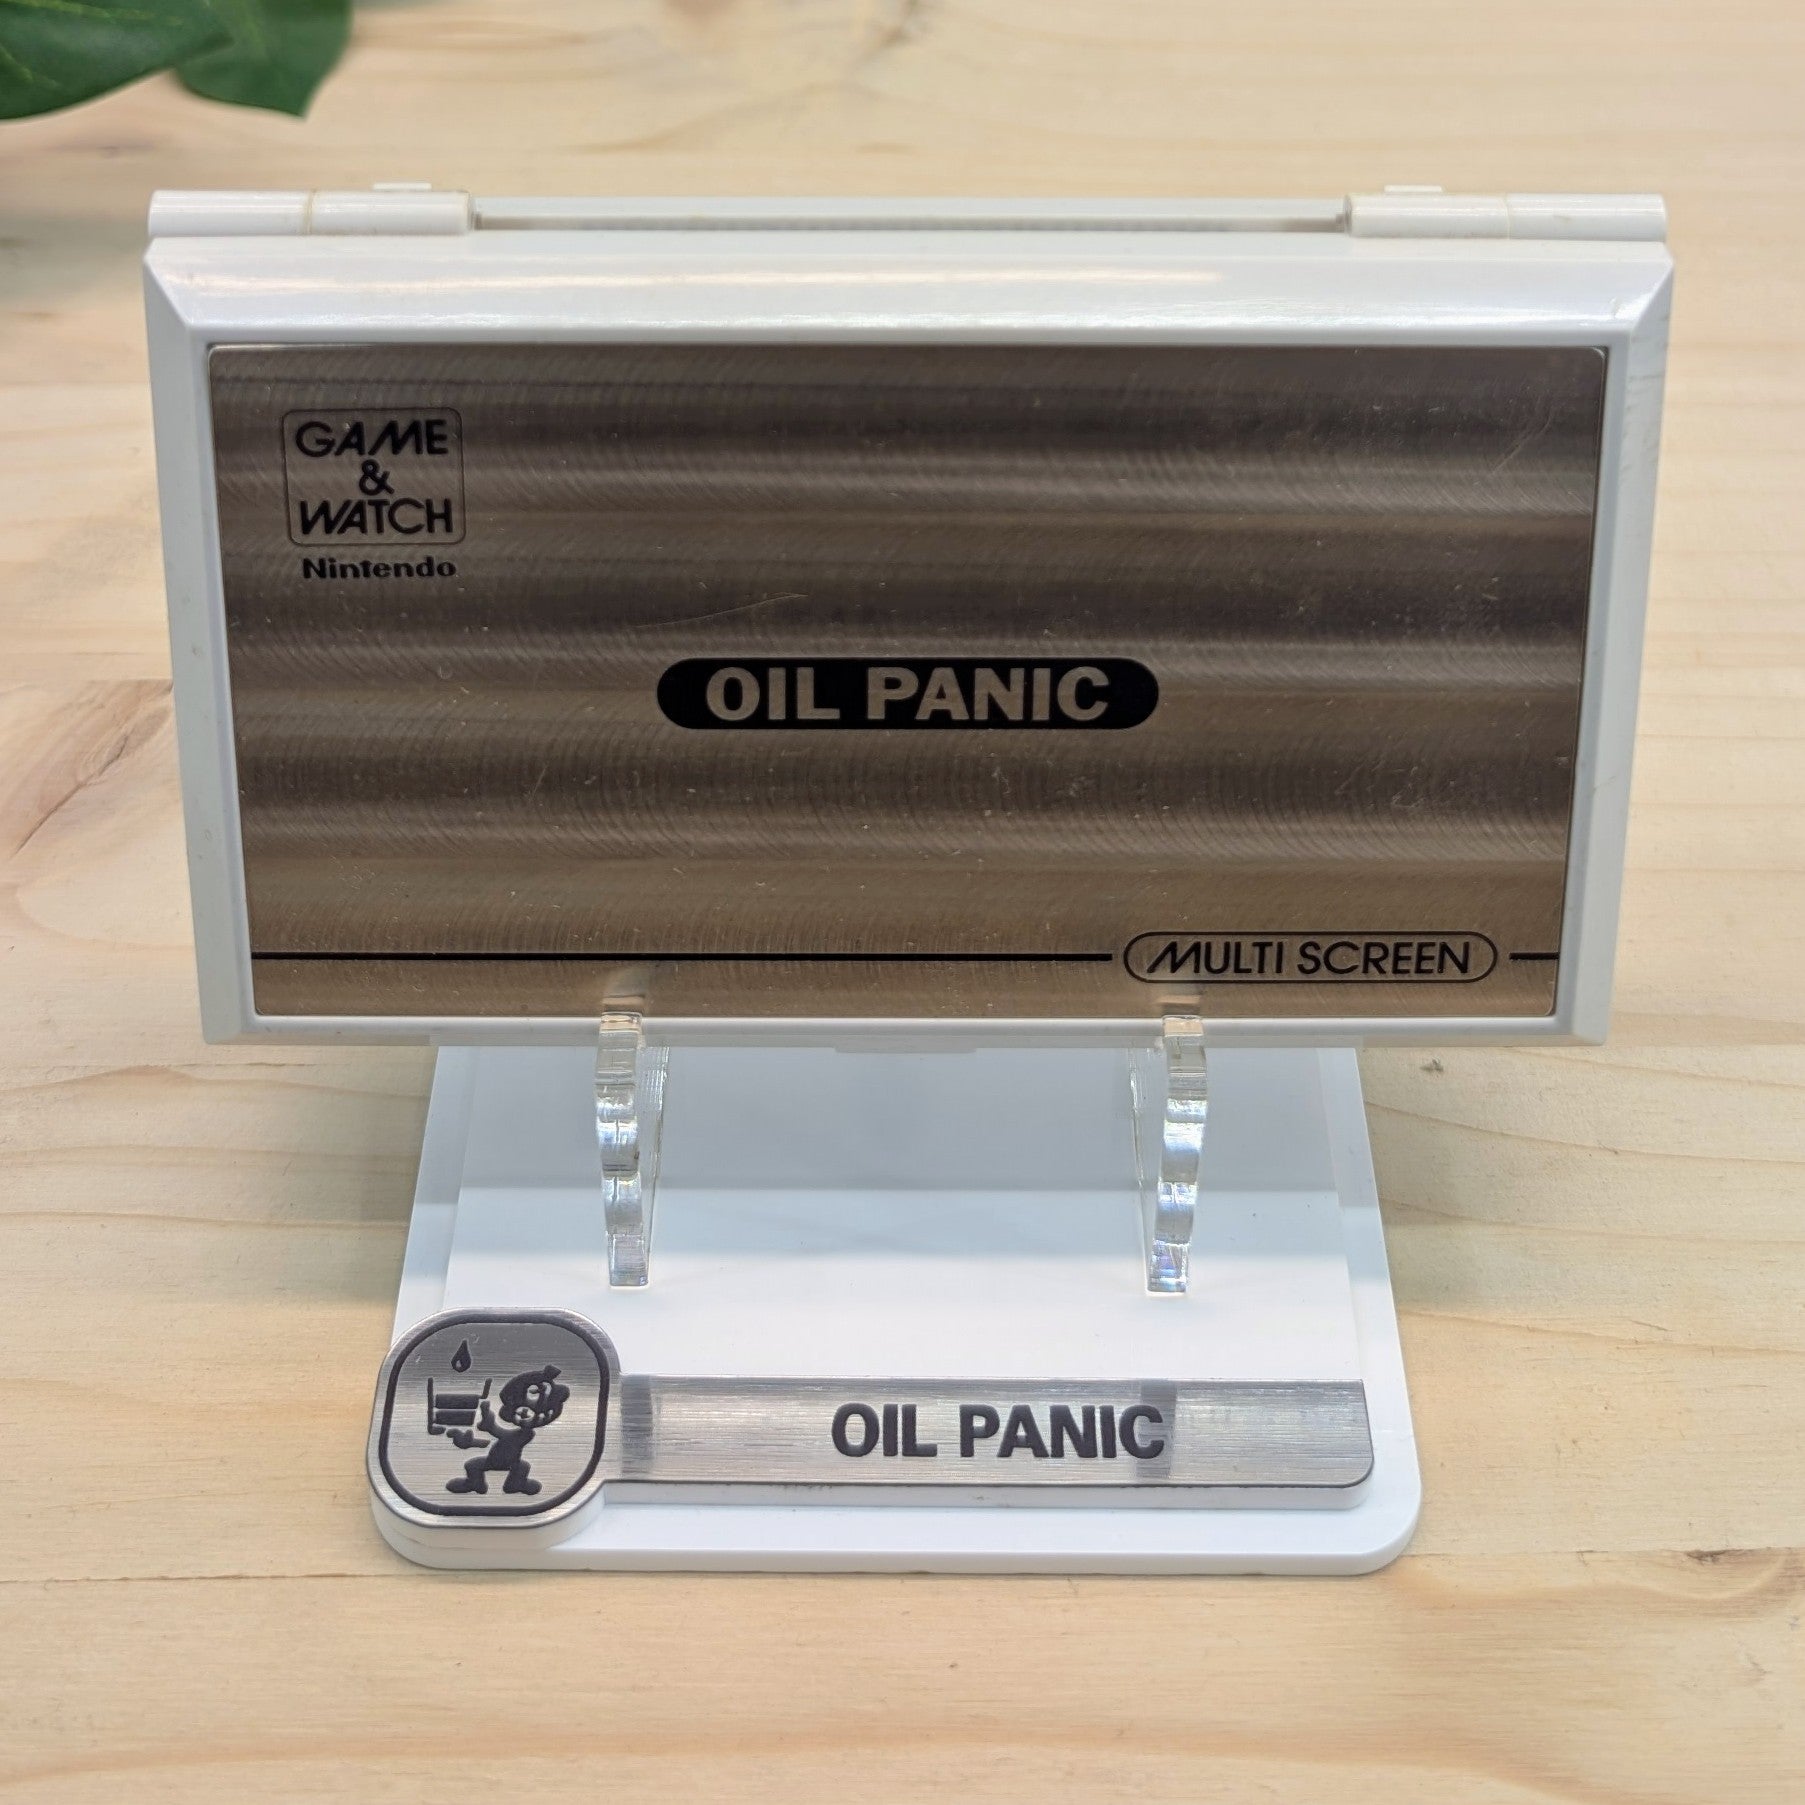 GAME
&
WATCH
Nintendo
OIL PANIC
MULTI SCREEN
OIL PANIC